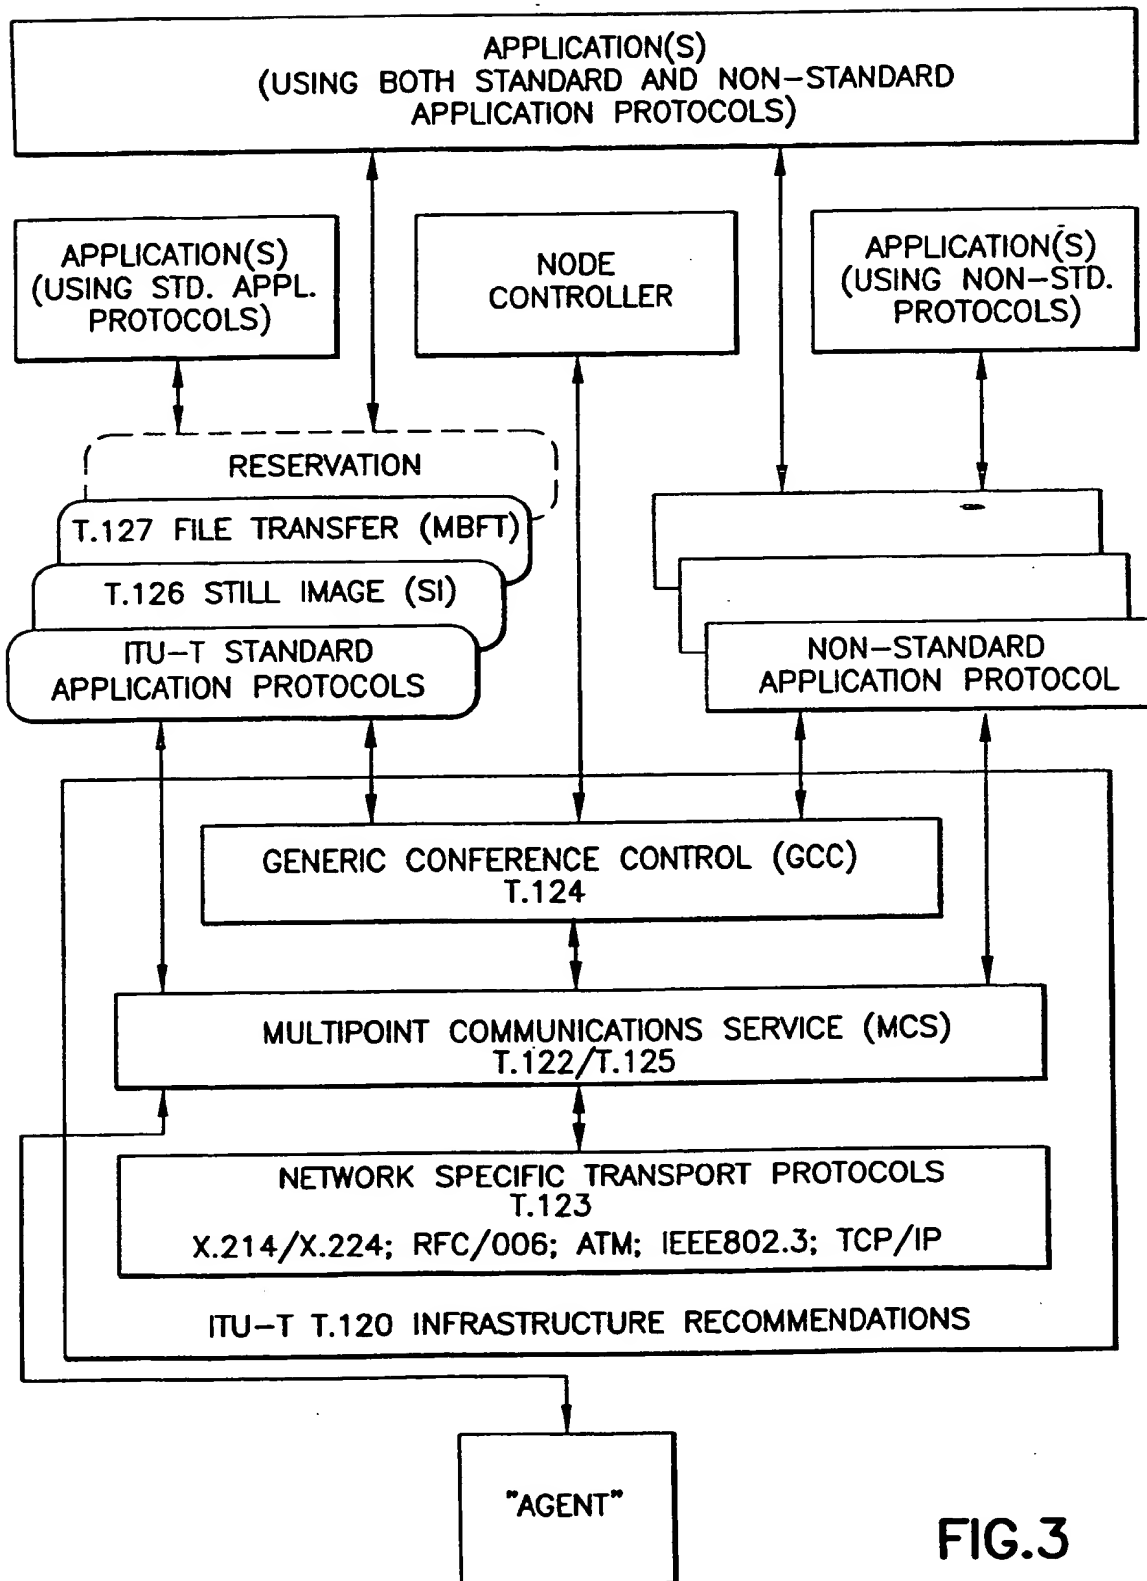 APPLICATION(S)
(USING BOTH STANDARD AND NON-STANDARD
APPLICATION PROTOCOLS)
APPLICATION(S)
(USING STD. APPL.
PROTOCOLS)
NODE
CONTROLLER
APPLICATION(S)
(USING NON-STD.
PROTOCOLS)
RESERVATION
T.127 FILE TRANSFER (MBFT)
T.126 STILL IMAGE (SI)
ITU-T STANDARD
APPLICATION PROTOCOLS
NON-STANDARD
APPLICATION PROTOCOL
GENERIC CONFERENCE CONTROL (GCC)
T.124
MULTIPOINT COMMUNICATIONS SERVICE (MCS)
T.122/T.125
NETWORK SPECIFIC TRANSPORT PROTOCOLS
T.123
X.214/X.224; RFC/006; ATM; IEEE802.3; TCP/IP
ITU-T T.120 INFRASTRUCTURE RECOMMENDATIONS
"AGENT"
FIG.3